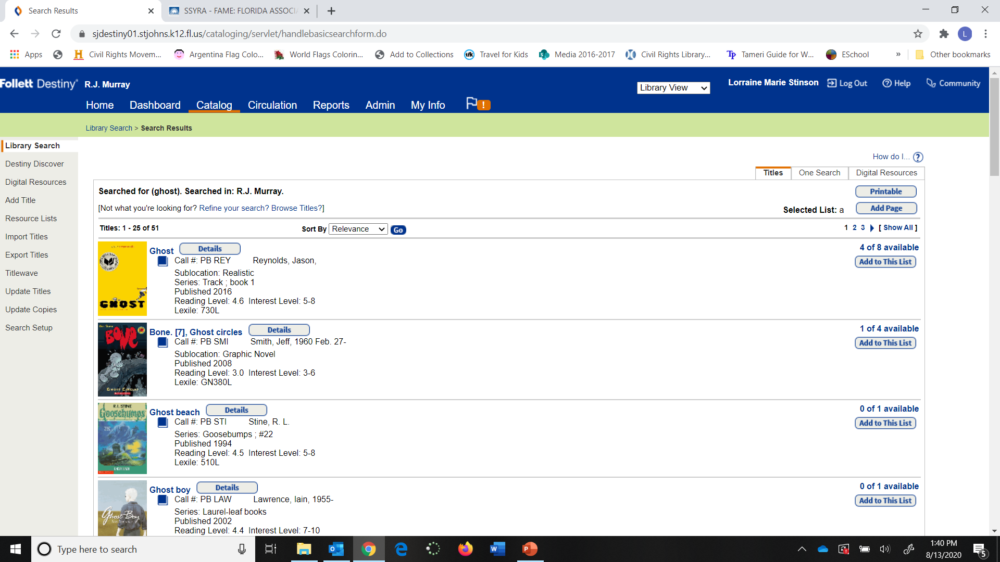 Search Results
SSYRA - FAME: FLORIDA ASSOCI
sjdestiny01.stjohns.k12.fl.us/cataloging/servlet/handlebasicsearchform.do
L
Apps
Civil Rights Movem...
Argentina Flag Colo...
World Flags Colorin...
Add to Collections
Travel for Kids
Media 2016-2017
Civil Rights Library...
Tameri Guide for W...
ESchool
»
Other bookmarks
Follett Destiny
R.J. Murray
Library View
Lorraine Marie Stinson
Log Out
Help
Community
Home
Dashboard
Catalog
Circulation
Reports
Admin
My Info
!
Library Search > Search Results
Library Search
Destiny Discover
Digital Resources
Add Title
Resource Lists
Import Titles
Export Titles
Titlewave
Update Titles
Update Copies
Search Setup
How do I... ?
Titles
One Search
Digital Resources
Searched for (ghost). Searched in: R.J. Murray.
Printable
[Not what you're looking for? Refine your search? Browse Titles?]
Selected List: a
Add Page
Titles: 1 - 25 of 51
Sort By Relevance Go
1 2 3 [ Show All ]
GHOST
Ghost Details
Call #: PB REY Reynolds, Jason,
Sublocation: Realistic
Series: Track ; book 1
Published 2016
Reading Level: 4.6 Interest Level: 5-8
Lexile: 730L
4 of 8 available
Add to This List
BONE
GHOST CIRCLES
Bone. [7], Ghost circles Details
Call #: PB SMI Smith, Jeff, 1960 Feb. 27-
Sublocation: Graphic Novel
Published 2008
Reading Level: 3.0 Interest Level: 3-6
Lexile: GN380L
1 of 4 available
Add to This List
R.L. STINE
Goosebumps
Ghost beach Details
Call #: PB STI Stine, R. L.
Series: Goosebumps ; #22
Published 1994
Reading Level: 4.5 Interest Level: 5-8
Lexile: 510L
0 of 1 available
Add to This List
Ghost Boy
Ghost boy Details
Call #: PB LAW Lawrence, Iain, 1955-
Series: Laurel-leaf books
Published 2002
Reading Level: 4.4 Interest Level: 7-10
0 of 1 available
Add to This List
Type here to search
1:40 PM
8/13/2020
5